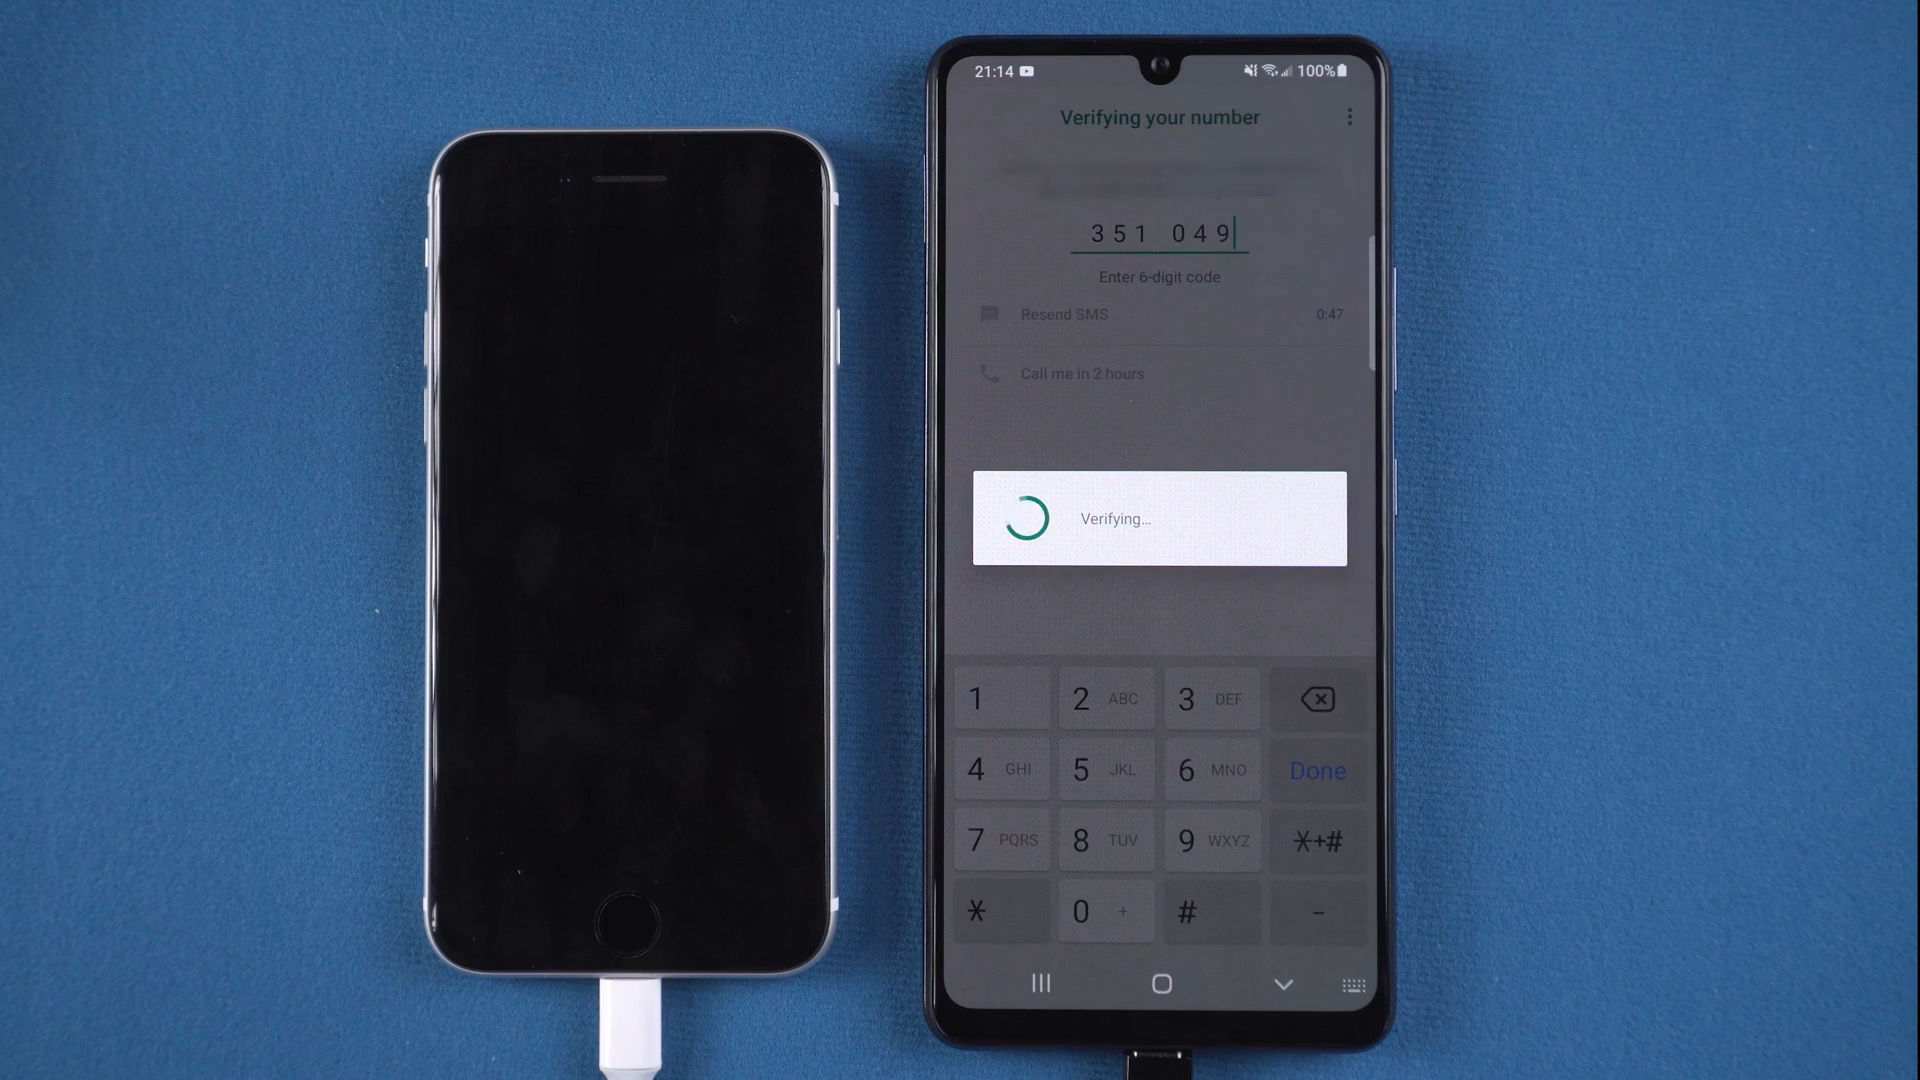 21:14 100%
Verifying your number
351 049
Enter 6-digit code
Resend SMS 0:47
Call me in 2 hours
Verifying...
1 2 ABC 3 DEF
4 GHI 5 JKL 6 MNO Done
7 PQRS 8 TUV 9 WXYZ *+#
* 0 + # -